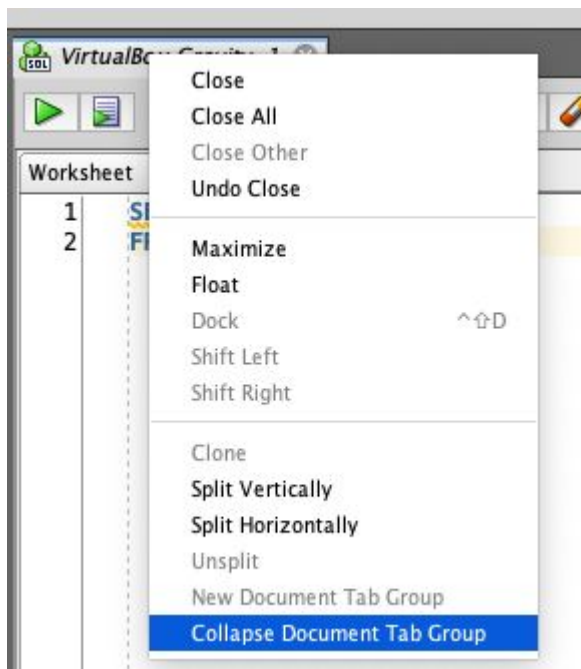 SQL
Close
Close All
Close Other
Undo Close
Worksheet
1
2
Maximize
Float
Dock ^⇧D
Shift Left
Shift Right
Clone
Split Vertically
Split Horizontally
Unsplit
New Document Tab Group
Collapse Document Tab Group